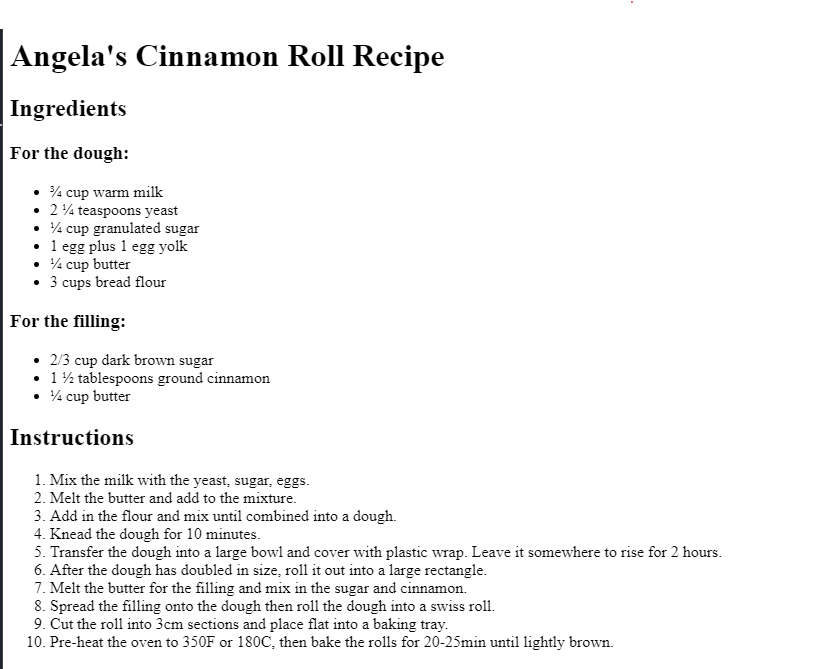 Angela's Cinnamon Roll Recipe
Ingredients
For the dough:
• ¾ cup warm milk
• 2 ¼ teaspoons yeast
• ¼ cup granulated sugar
• 1 egg plus 1 egg yolk
• ¼ cup butter
• 3 cups bread flour
For the filling:
• 2/3 cup dark brown sugar
• 1 ½ tablespoons ground cinnamon
• ¼ cup butter
Instructions
1. Mix the milk with the yeast, sugar, eggs.
2. Melt the butter and add to the mixture.
3. Add in the flour and mix until combined into a dough.
4. Knead the dough for 10 minutes.
5. Transfer the dough into a large bowl and cover with plastic wrap. Leave it somewhere to rise for 2 hours.
6. After the dough has doubled in size, roll it out into a large rectangle.
7. Melt the butter for the filling and mix in the sugar and cinnamon.
8. Spread the filling onto the dough then roll the dough into a swiss roll.
9. Cut the roll into 3cm sections and place flat into a baking tray.
10. Pre-heat the oven to 350F or 180C, then bake the rolls for 20-25min until lightly brown.